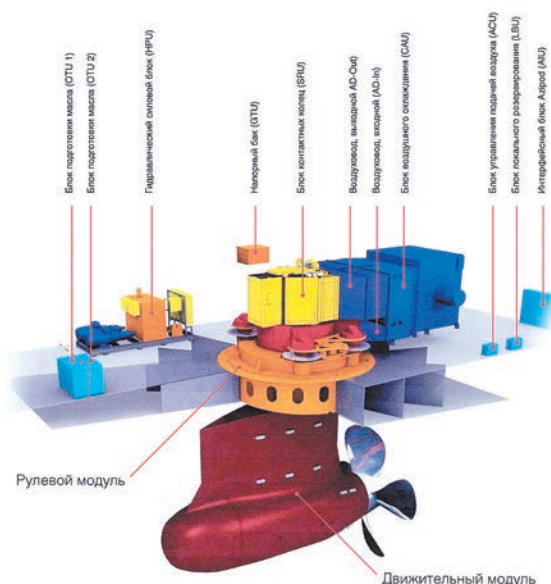 Блок подготовки масла (OTU 1)
Блок подготовки масла (OTU 2)
Гидравлический силовой блок (HPU)
Напорный бак (GTU)
Блок контактных колец (SRU)
Воздуховод, выходной AD-Out)
Воздуховод, входной (AD-In)
Блок воздушного охлаждения (CAU)
Блок управления подачей воздуха (ACU)
Блок локального резервирования (LBU)
Интерфейсный блок Azipod (AIU)
Рулевой модуль
Движительный модуль